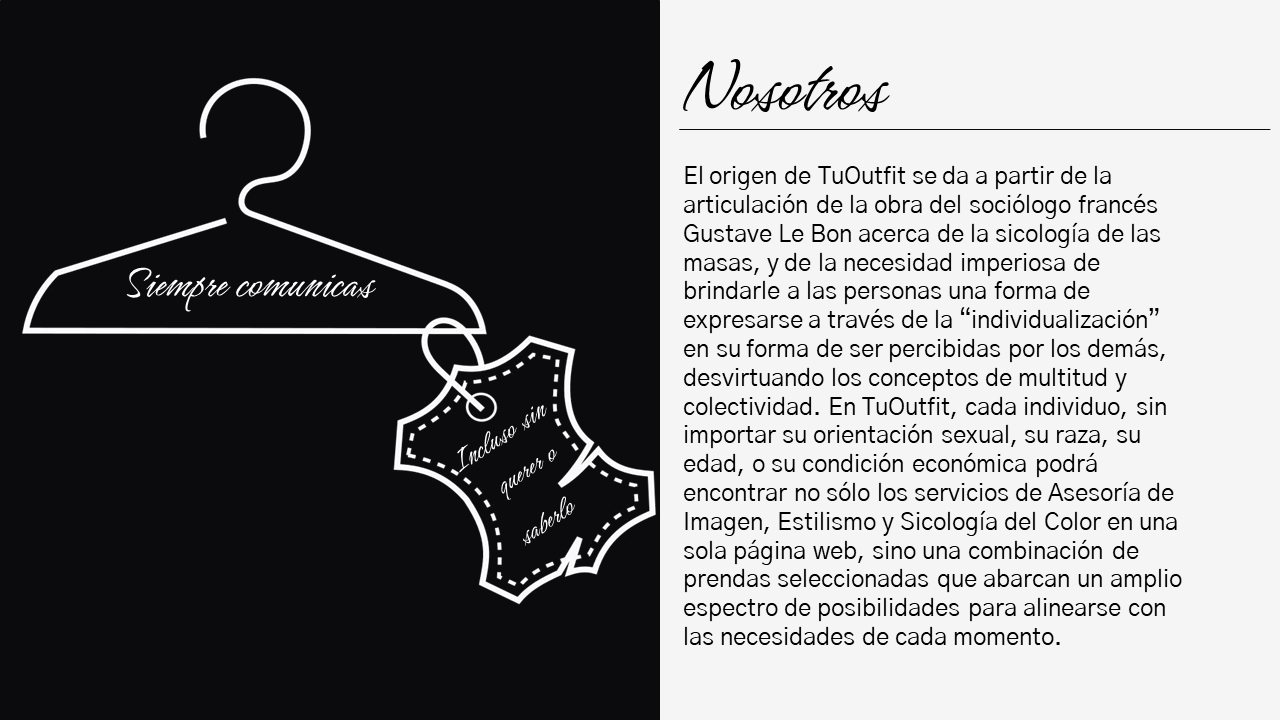 Siempre comunicas
Incluso sin
querer o
saberlo
Nosotros
El origen de TuOutfit se da a partir de la
articulación de la obra del sociólogo francés
Gustave Le Bon acerca de la sicología de las
masas, y de la necesidad imperiosa de
brindarle a las personas una forma de
expresarse a través de la “individualización”
en su forma de ser percibidas por los demás,
desvirtuando los conceptos de multitud y
colectividad. En TuOutfit, cada individuo, sin
importar su orientación sexual, su raza, su
edad, o su condición económica podrá
encontrar no sólo los servicios de Asesoría de
Imagen, Estilismo y Sicología del Color en una
sola página web, sino una combinación de
prendas seleccionadas que abarcan un amplio
espectro de posibilidades para alinearse con
las necesidades de cada momento.